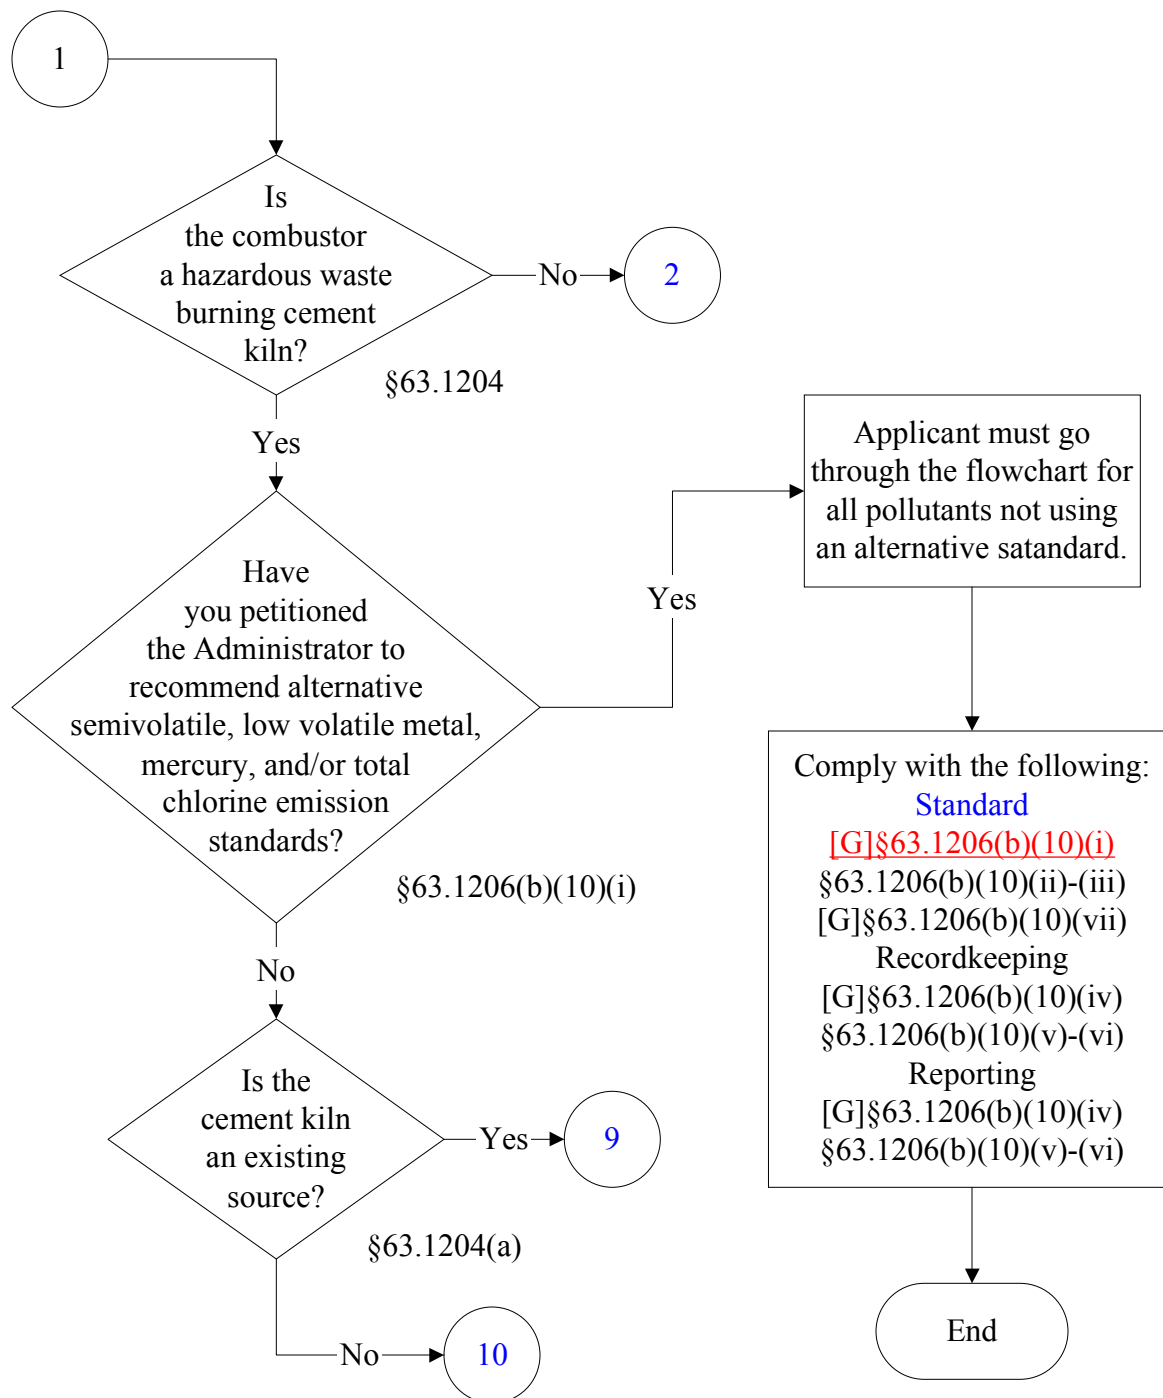 1
Is
the combustor
a hazardous waste
burning cement
kiln?
No
2
§63.1204
Yes
Have
you petitioned
the Administrator to
recommend alternative
semivolatile, low volatile metal,
mercury, and/or total
chlorine emission
standards?
§63.1206(b)(10)(i)
Yes
Applicant must go
through the flowchart for
all pollutants not using
an alternative satandard.
Comply with the following:
Standard
[G]§63.1206(b)(10)(i)
§63.1206(b)(10)(ii)-(iii)
[G]§63.1206(b)(10)(vii)
Recordkeeping
[G]§63.1206(b)(10)(iv)
§63.1206(b)(10)(v)-(vi)
Reporting
[G]§63.1206(b)(10)(iv)
§63.1206(b)(10)(v)-(vi)
End
No
Is the
cement kiln
an existing
source?
Yes
9
§63.1204(a)
No
10